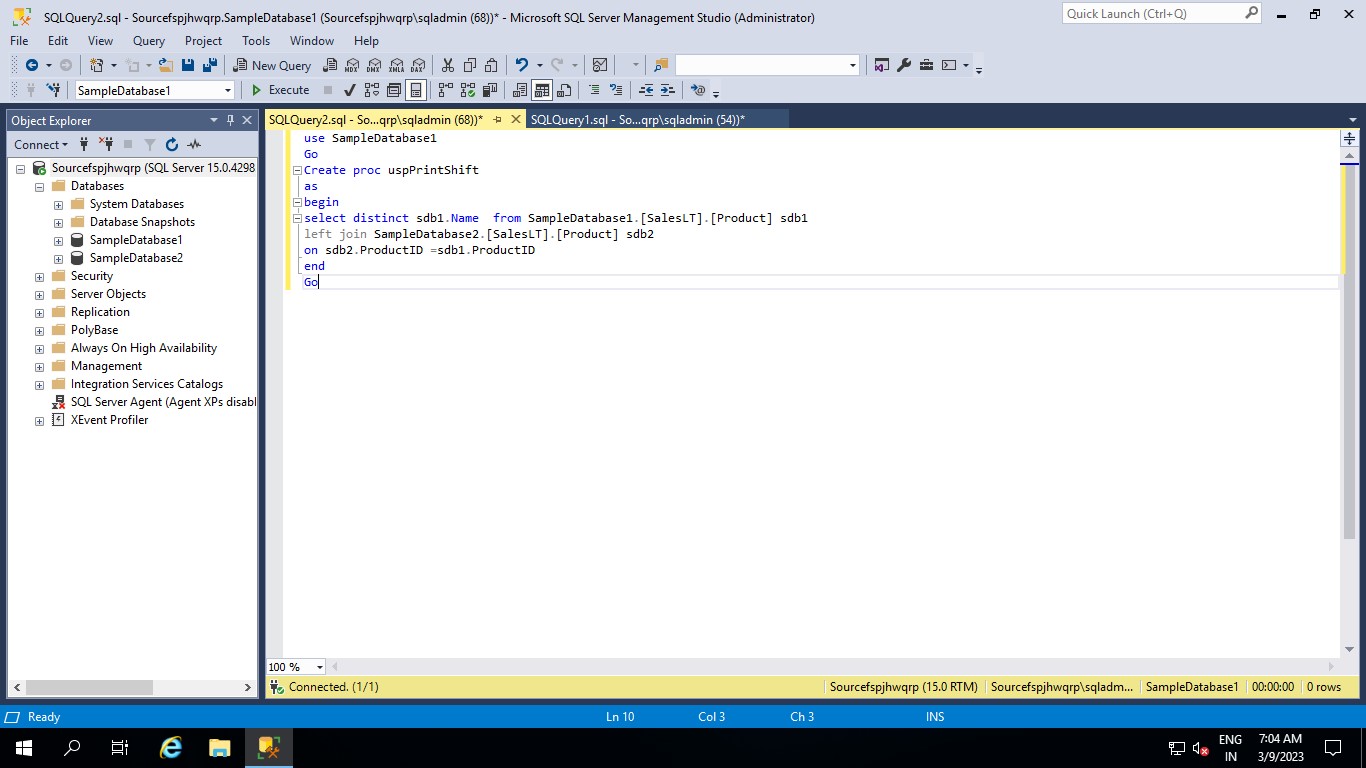 SQLQuery2.sql - Sourcefspjhwqrp.SampleDatabase1 (Sourcefspjhwqrp\sqladmin (68))* - Microsoft SQL Server Management Studio (Administrator)
Quick Launch (Ctrl+Q)
File Edit View Query Project Tools Window Help
New Query MDX DMX XMLA DAX
SampleDatabase1 Execute
Object Explorer
SQLQuery2.sql - So...qrp\sqladmin (68))* SQLQuery1.sql - So...qrp\sqladmin (54))*
Connect
Sourcefspjhwqrp (SQL Server 15.0.4298
Databases
System Databases
Database Snapshots
SampleDatabase1
SampleDatabase2
Security
Server Objects
Replication
PolyBase
Always On High Availability
Management
Integration Services Catalogs
SQL Server Agent (Agent XPs disabl
XEvent Profiler
use SampleDatabase1
Go
Create proc uspPrintShift
as
begin
select distinct sdb1.Name  from SampleDatabase1.[SalesLT].[Product] sdb1
left join SampleDatabase2.[SalesLT].[Product] sdb2
on sdb2.ProductID =sdb1.ProductID
end
Go
100 %
Connected. (1/1) Sourcefspjhwqrp (15.0 RTM) Sourcefspjhwqrp\sqladm... SampleDatabase1 00:00:00 0 rows
Ready Ln 10 Col 3 Ch 3 INS
ENG
IN
7:04 AM
3/9/2023